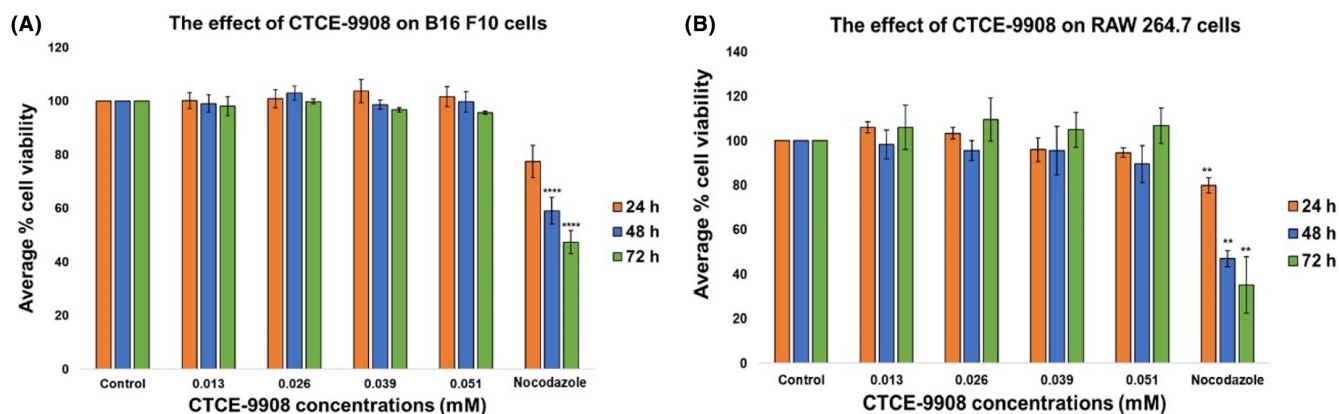 (A)
The effect of CTCE-9908 on B16 F10 cells
Average % cell viability
120
100
80
60
40
20
0
****
****
24 h
48 h
72 h
Control
0.013
0.026
0.039
0.051
Nocodazole
CTCE-9908 concentrations (mM)
(B)
The effect of CTCE-9908 on RAW 264.7 cells
Average % cell viability
140
120
100
80
60
40
20
0
**
**
**
24 h
48 h
72 h
Control
0.013
0.026
0.039
0.051
Nocodazole
CTCE-9908 concentrations (mM)